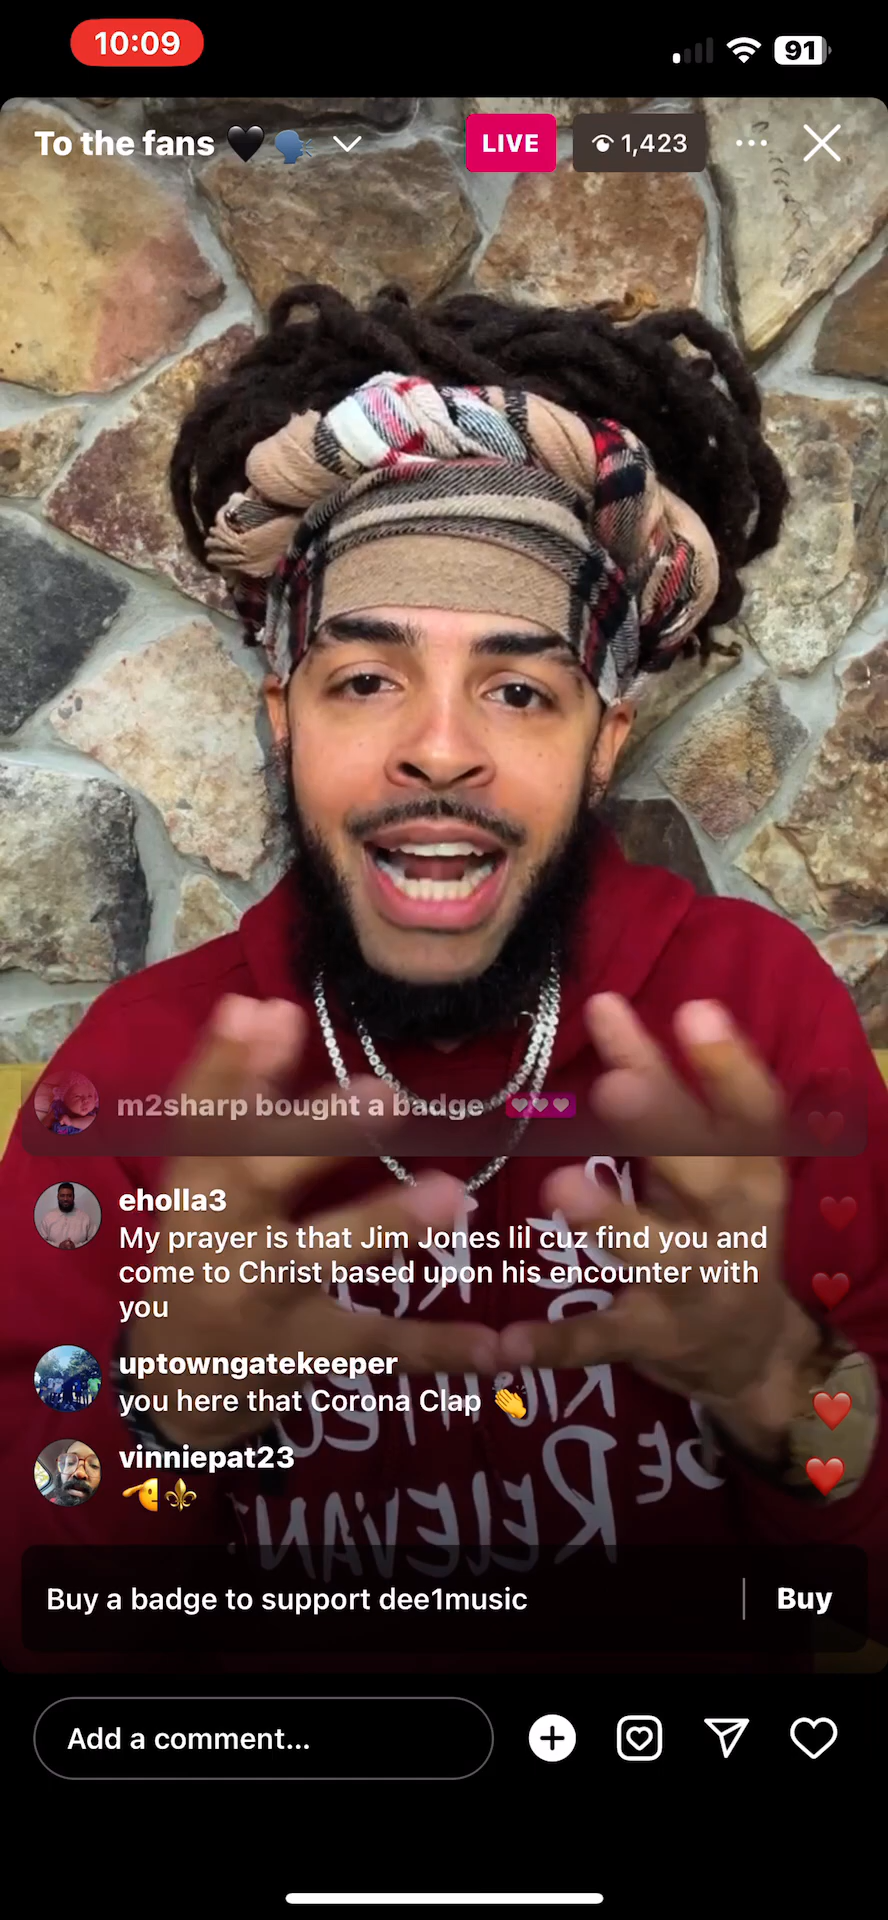 10:09
91
To the fans 🖤 🗣️
LIVE
1,423
m2sharp bought a badge
eholla3
My prayer is that Jim Jones lil cuz find you and
come to Christ based upon his encounter with
you
uptowngatekeeper
you here that Corona Clap 👏
vinniepat23
🫡⚜️
BE RELEVANT
Buy a badge to support dee1music
Buy
Add a comment...